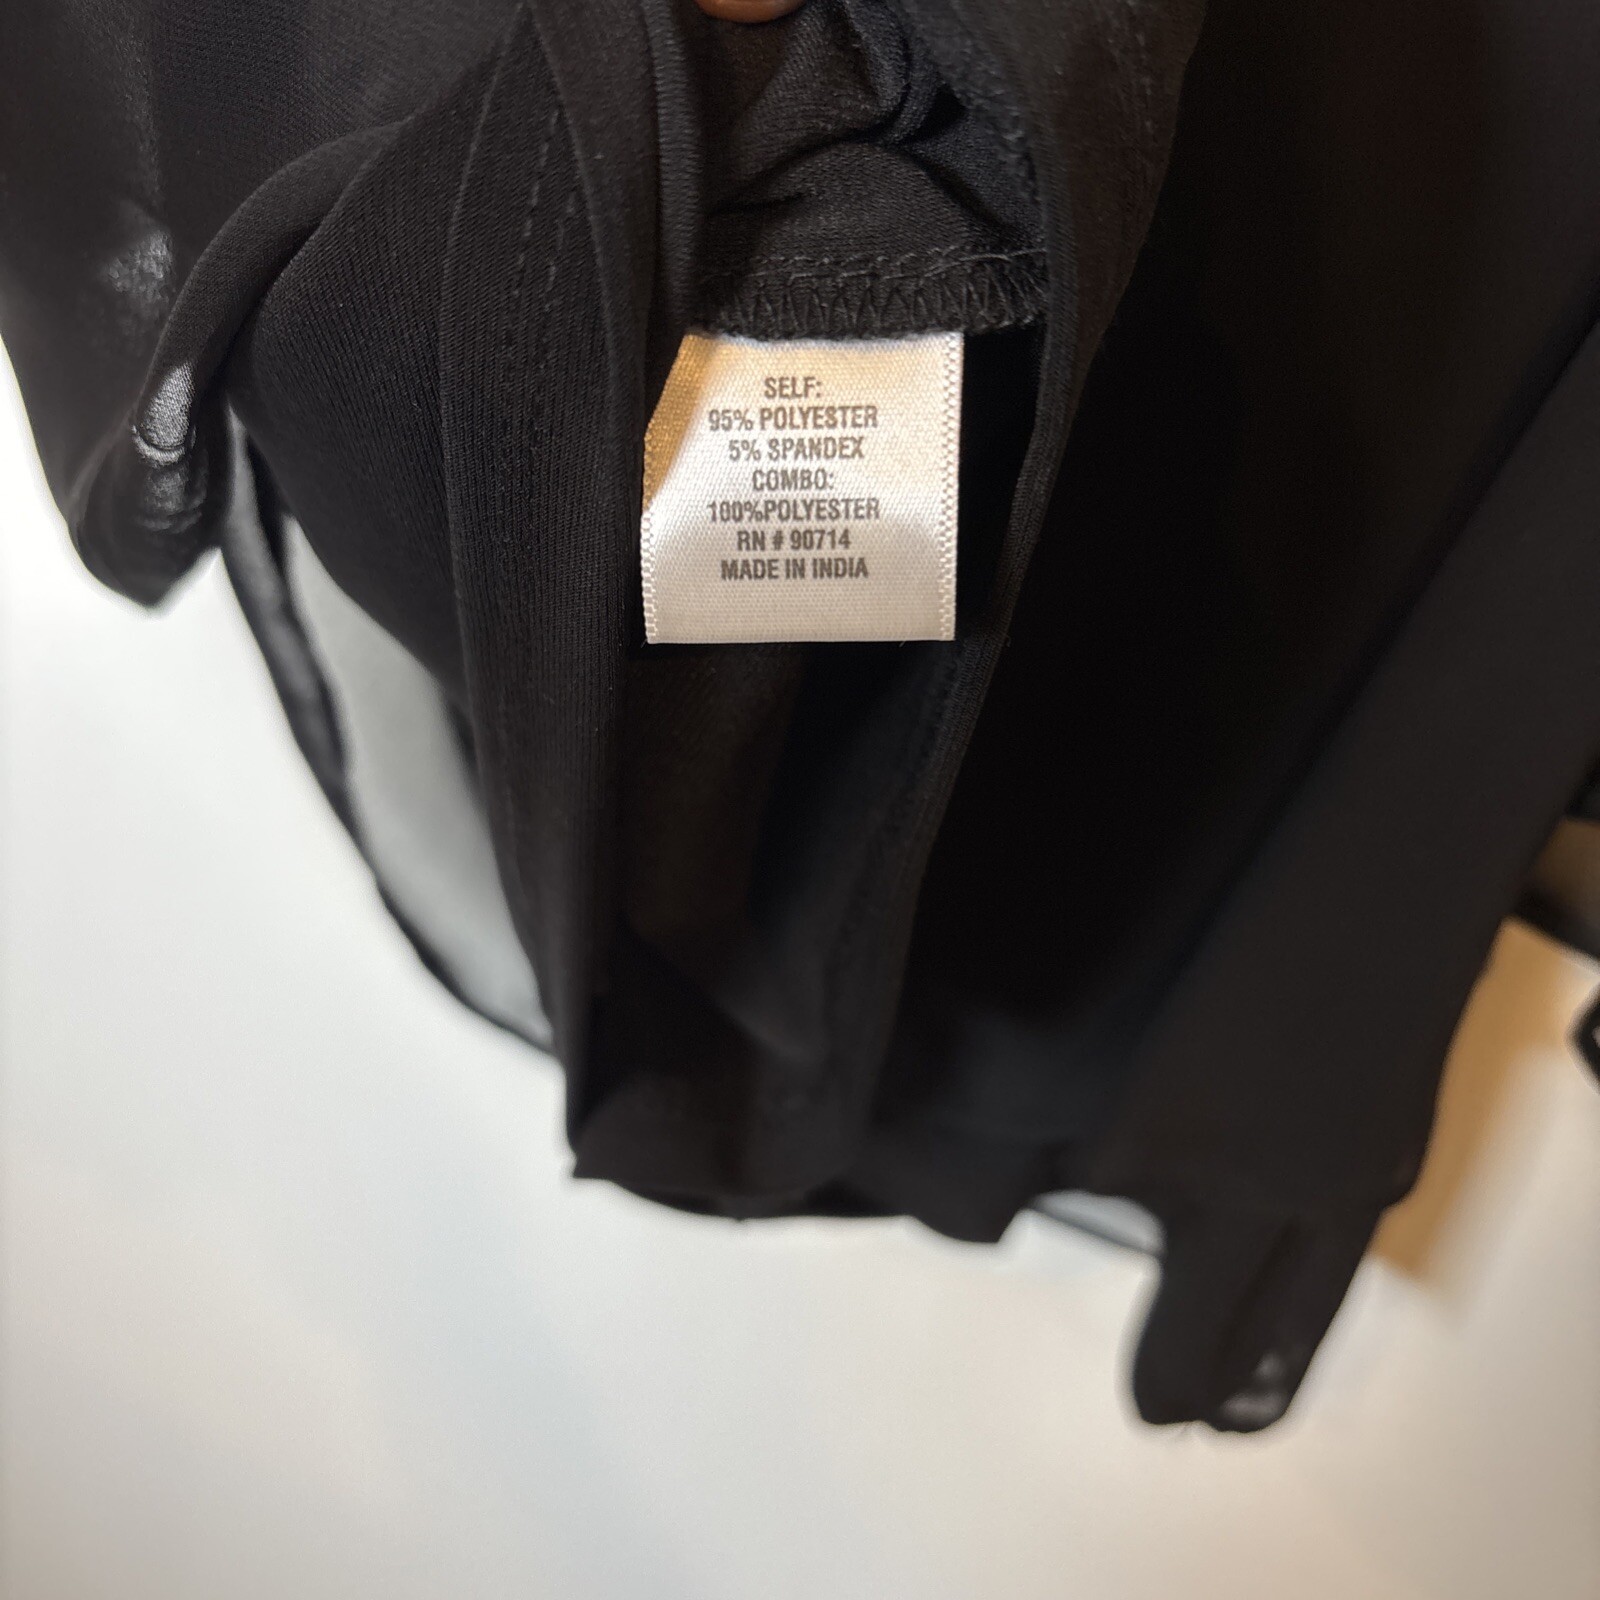 SELF:
95% POLYESTER
5% SPANDEX
COMBO:
100%POLYESTER
RN # 90714
MADE IN INDIA